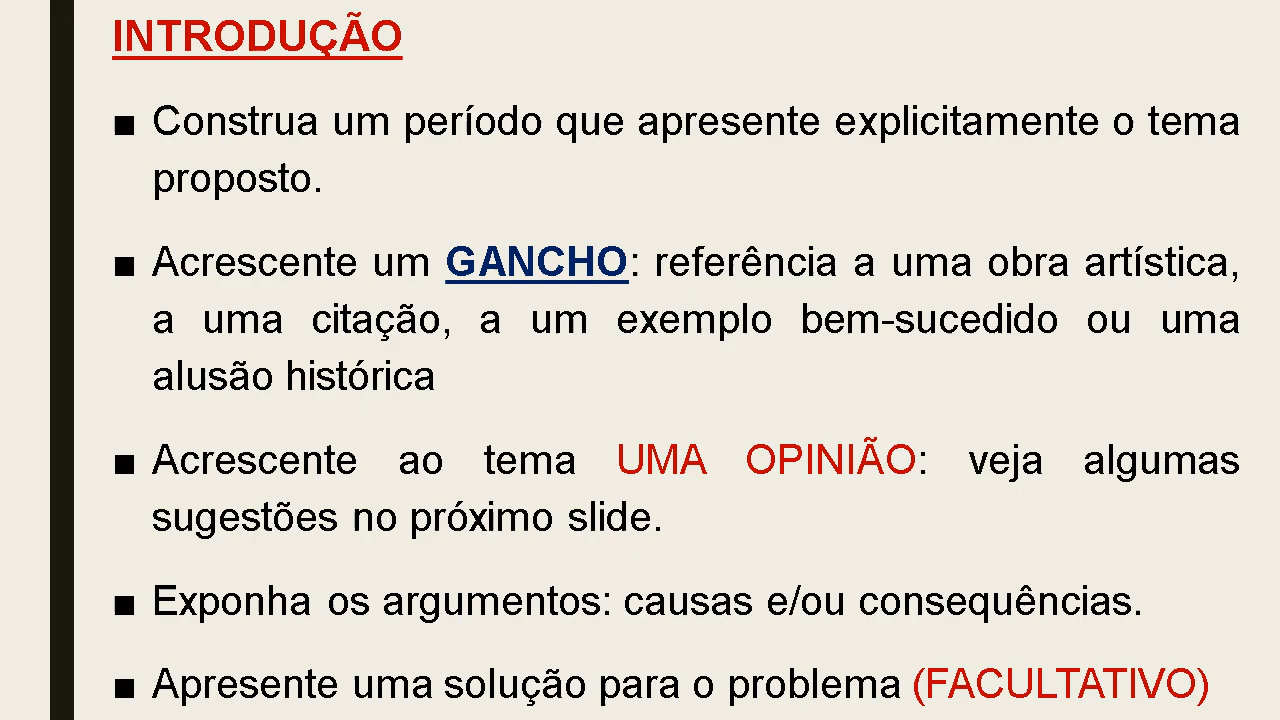 INTRODUÇÃO
■ Construa um período que apresente explicitamente o tema
proposto.
■ Acrescente um GANCHO: referência a uma obra artística,
a uma citação, a um exemplo bem-sucedido ou uma
alusão histórica
■ Acrescente ao tema UMA OPINIÃO: veja algumas
sugestões no próximo slide.
■ Exponha os argumentos: causas e/ou consequências.
■ Apresente uma solução para o problema (FACULTATIVO)